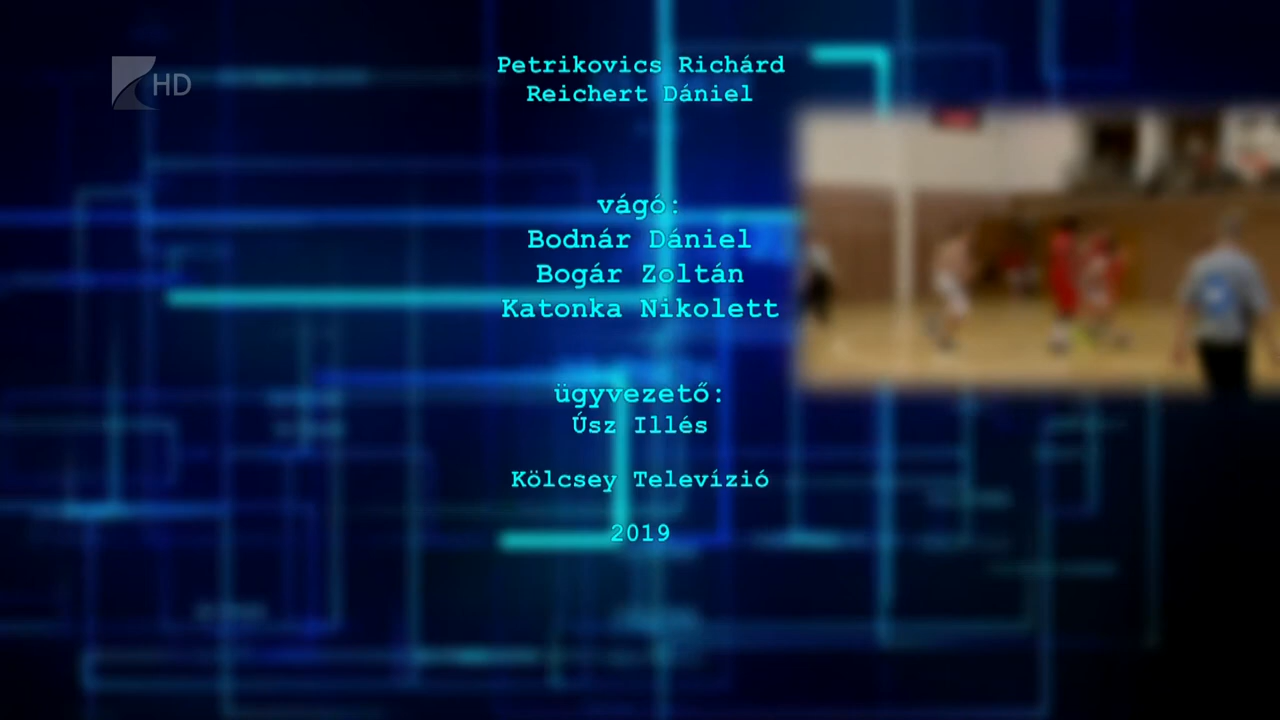 HD
Petrikovics Richárd
Reichert Dániel
vágó:
Bodnár Dániel
Bogár Zoltán
Katonka Nikolett
ügyvezető:
Úsz Illés
Kölcsey Televízió
2019